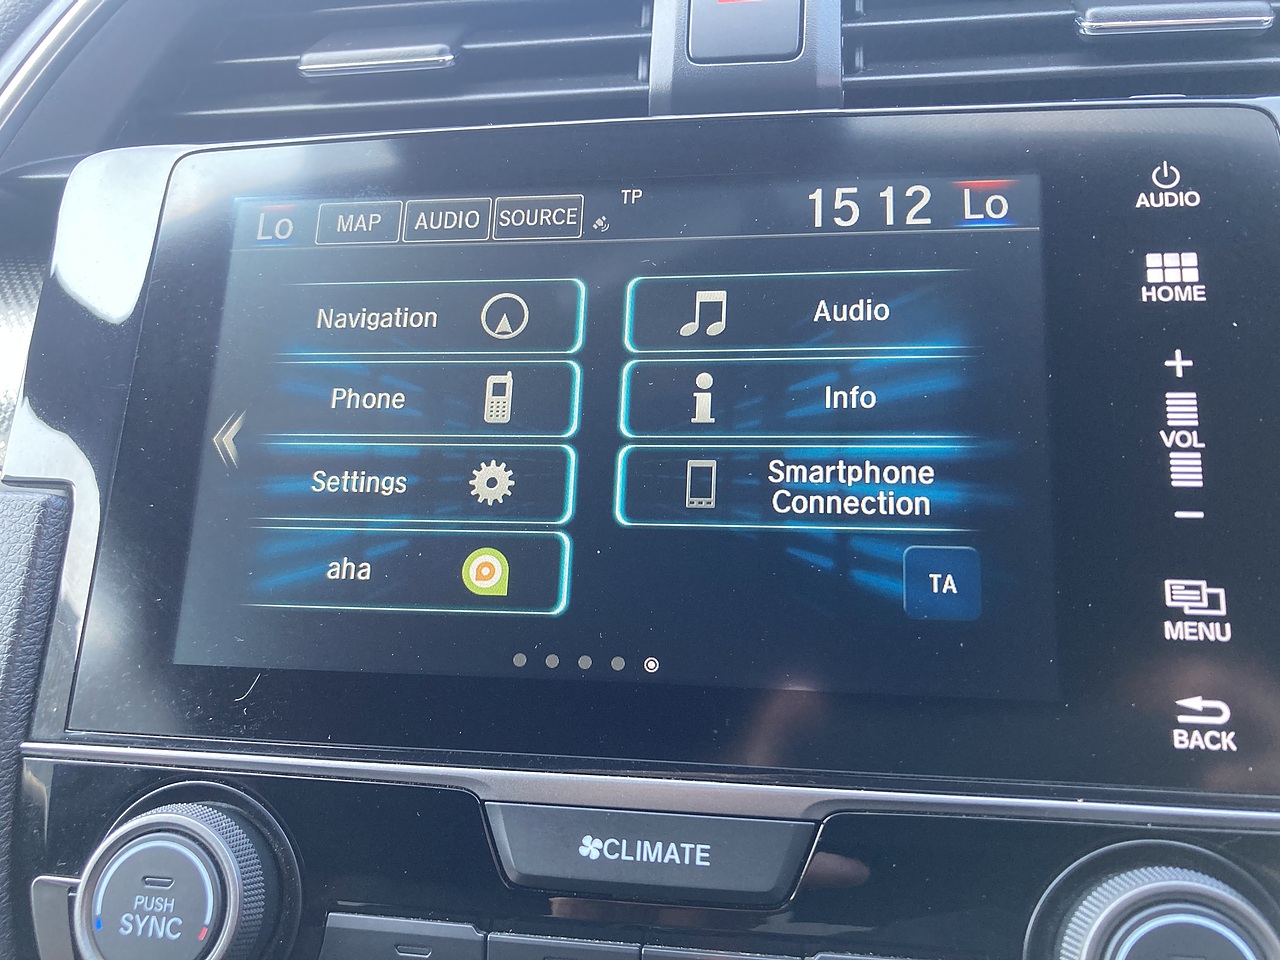 Lo MAP AUDIO SOURCE TP 15 12 Lo
Navigation
Audio
Phone
Info
Settings
Smartphone
Connection
aha
TA
AUDIO
HOME
+
VOL
−
MENU
BACK
CLIMATE
PUSH
SYNC